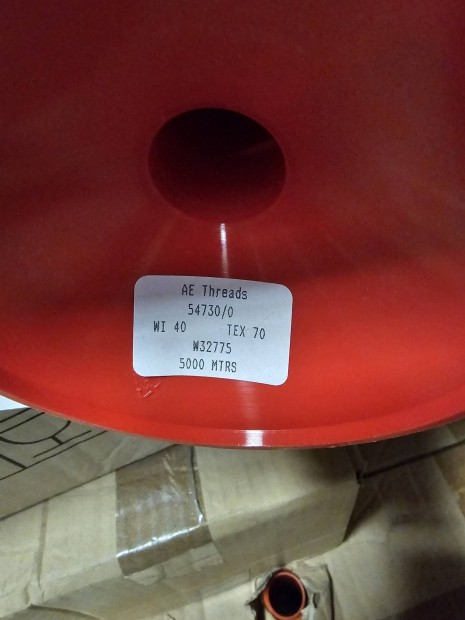 AE Threads
54730/0
WI 40 TEX 70
W32775
5000 MTRS